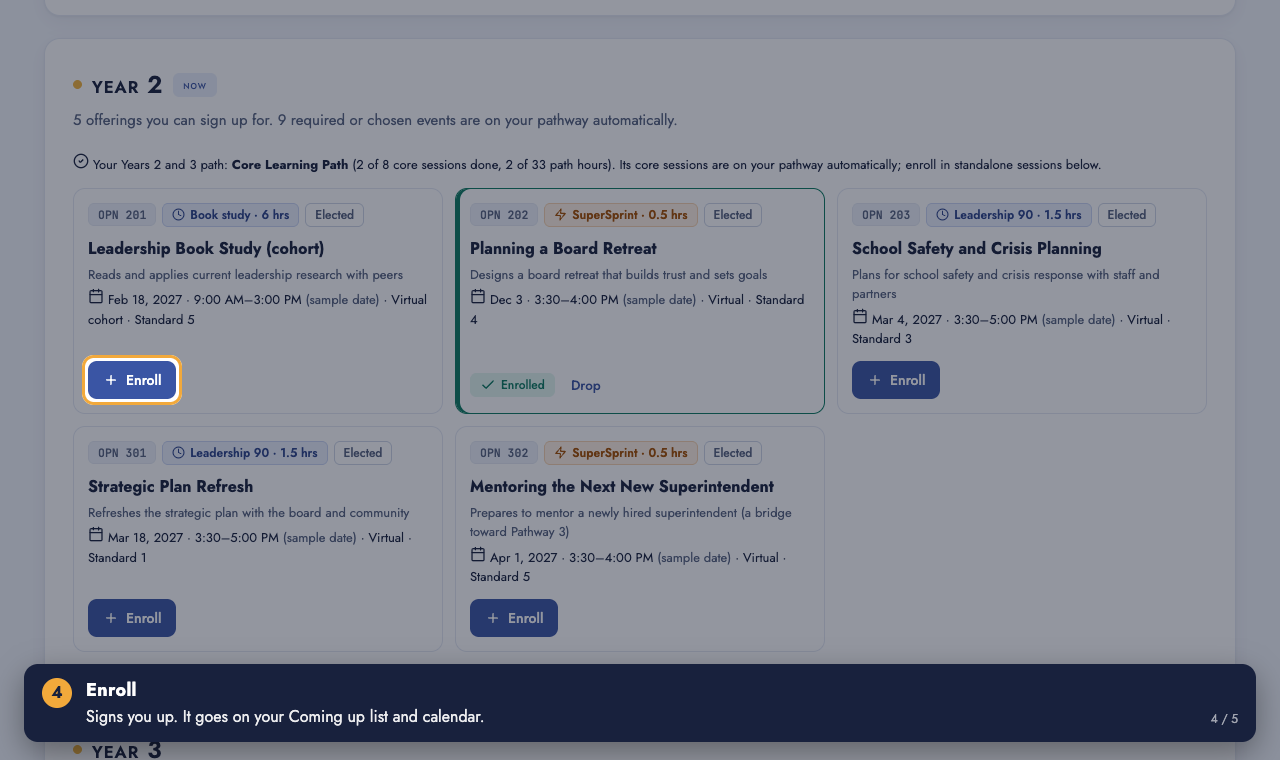 YEAR 2 NOW
5 offerings you can sign up for. 9 required or chosen events are on your pathway automatically.
Your Years 2 and 3 path: Core Learning Path (2 of 8 core sessions done, 2 of 33 path hours). Its core sessions are on your pathway automatically; enroll in standalone sessions below.
OPN 201 Book study · 6 hrs Elected
Leadership Book Study (cohort)
Reads and applies current leadership research with peers
Feb 18, 2027 · 9:00 AM–3:00 PM (sample date) · Virtual
cohort · Standard 5
+ Enroll
OPN 202 SuperSprint · 0.5 hrs Elected
Planning a Board Retreat
Designs a board retreat that builds trust and sets goals
Dec 3 · 3:30–4:00 PM (sample date) · Virtual · Standard
4
Enrolled Drop
OPN 203 Leadership 90 · 1.5 hrs Elected
School Safety and Crisis Planning
Plans for school safety and crisis response with staff and
partners
Mar 4, 2027 · 3:30–5:00 PM (sample date) · Virtual ·
Standard 3
+ Enroll
OPN 301 Leadership 90 · 1.5 hrs Elected
Strategic Plan Refresh
Refreshes the strategic plan with the board and community
Mar 18, 2027 · 3:30–5:00 PM (sample date) · Virtual ·
Standard 1
+ Enroll
OPN 302 SuperSprint · 0.5 hrs Elected
Mentoring the Next New Superintendent
Prepares to mentor a newly hired superintendent (a bridge
toward Pathway 3)
Apr 1, 2027 · 3:30–4:00 PM (sample date) · Virtual ·
Standard 5
+ Enroll
4 Enroll
Signs you up. It goes on your Coming up list and calendar.
4 / 5
YEAR 3